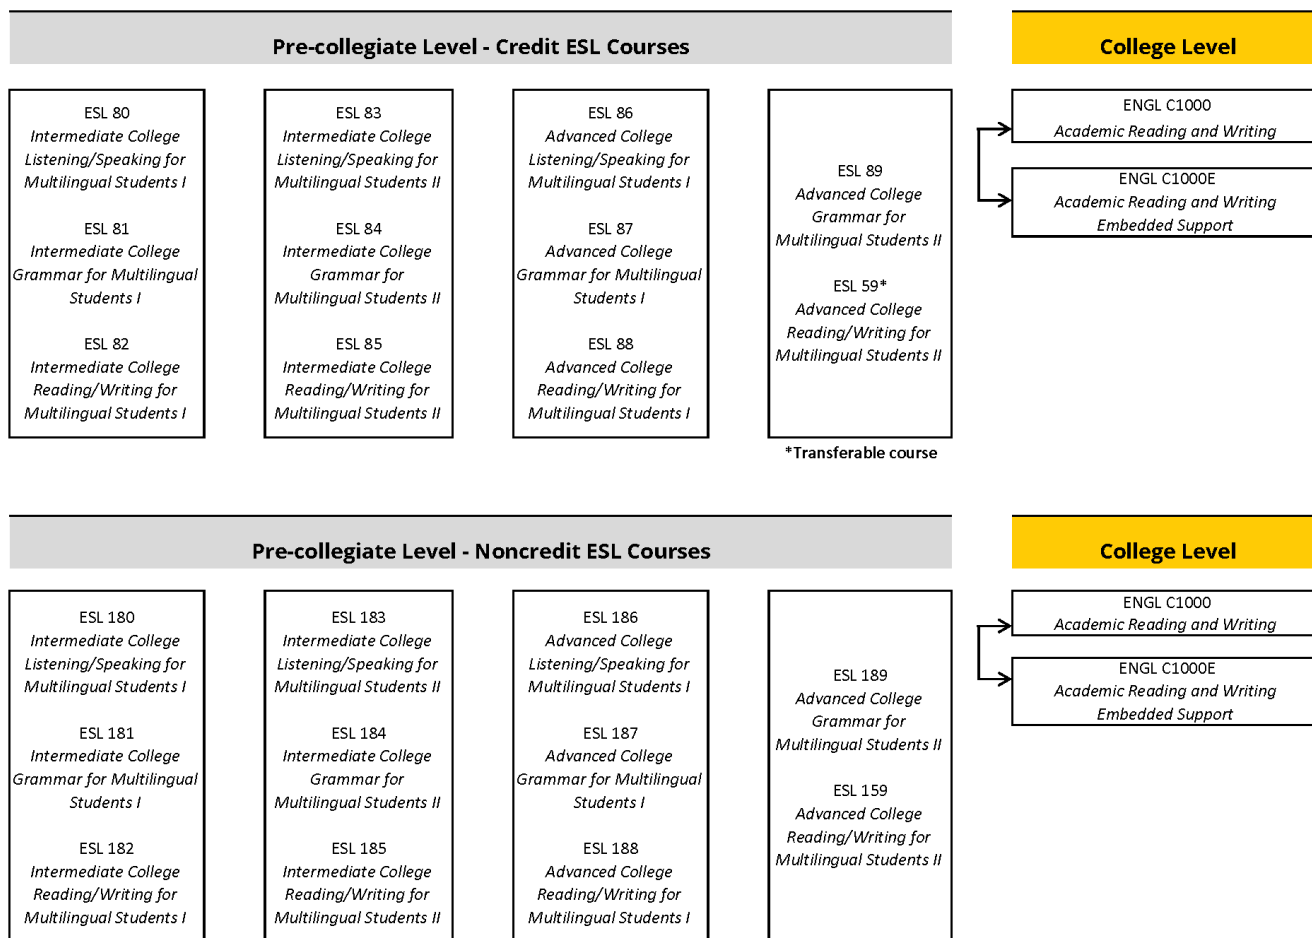 Pre-collegiate Level - Credit ESL Courses
College Level
ESL 80
Intermediate College
Listening/Speaking for
Multilingual Students I
ESL 81
Intermediate College
Grammar for Multilingual
Students I
ESL 82
Intermediate College
Reading/Writing for
Multilingual Students I
ESL 83
Intermediate College
Listening/Speaking for
Multilingual Students II
ESL 84
Intermediate College
Grammar for
Multilingual Students II
ESL 85
Intermediate College
Reading/Writing for
Multilingual Students II
ESL 86
Advanced College
Listening/Speaking for
Multilingual Students I
ESL 87
Advanced College
Grammar for Multilingual
Students I
ESL 88
Advanced College
Reading/Writing for
Multilingual Students I
ESL 89
Advanced College
Grammar for
Multilingual Students II
ESL 59*
Advanced College
Reading/Writing for
Multilingual Students II
*Transferable course
ENGL C1000
Academic Reading and Writing
ENGL C1000E
Academic Reading and Writing
Embedded Support
Pre-collegiate Level - Noncredit ESL Courses
College Level
ESL 180
Intermediate College
Listening/Speaking for
Multilingual Students I
ESL 181
Intermediate College
Grammar for Multilingual
Students I
ESL 182
Intermediate College
Reading/Writing for
Multilingual Students I
ESL 183
Intermediate College
Listening/Speaking for
Multilingual Students II
ESL 184
Intermediate College
Grammar for
Multilingual Students II
ESL 185
Intermediate College
Reading/Writing for
Multilingual Students II
ESL 186
Advanced College
Listening/Speaking for
Multilingual Students I
ESL 187
Advanced College
Grammar for Multilingual
Students I
ESL 188
Advanced College
Reading/Writing for
Multilingual Students I
ESL 189
Advanced College
Grammar for
Multilingual Students II
ESL 159
Advanced College
Reading/Writing for
Multilingual Students II
ENGL C1000
Academic Reading and Writing
ENGL C1000E
Academic Reading and Writing
Embedded Support